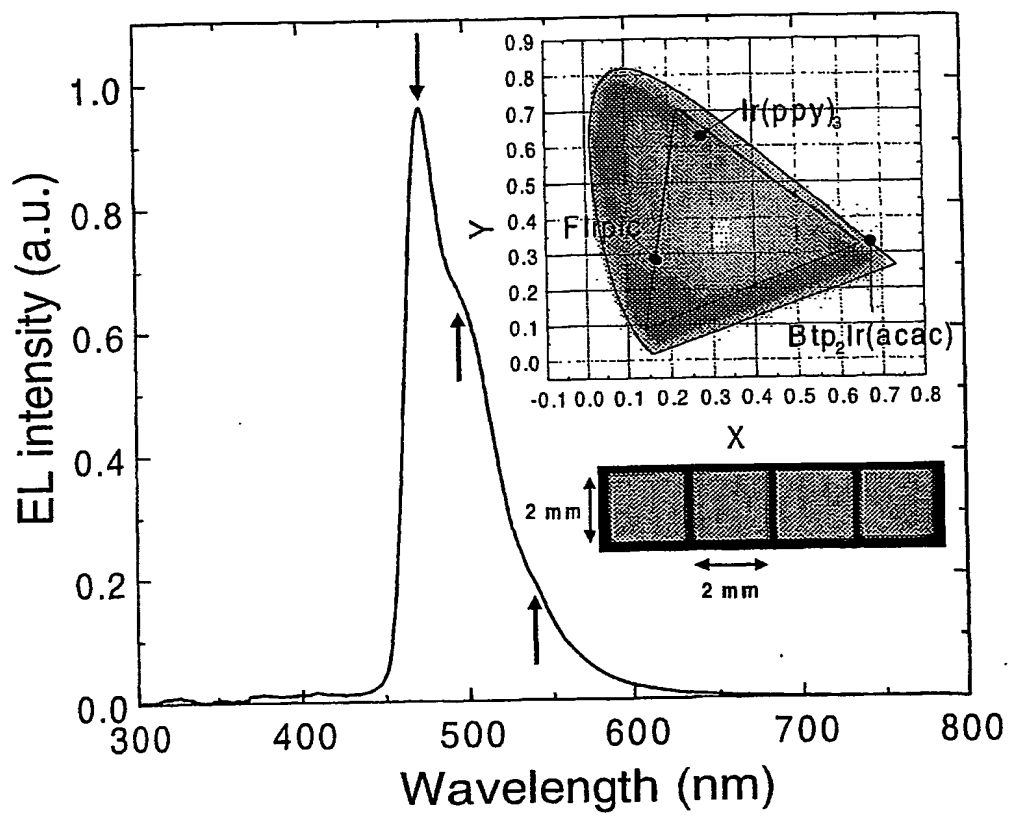 EL intensity (a.u.)
1.0
0.8
0.6
0.4
0.2
0.0
300 400 500 600 700 800
Wavelength (nm)
Y
0.9
0.8
0.7
0.6
0.5
0.4
0.3
0.2
0.1
0.0
-0.1 0.0 0.1 0.2 0.3 0.4 0.5 0.6 0.7 0.8
X
Ir(ppy)₃
FIrpic
Btp₂Ir(acac)
2 mm
2 mm